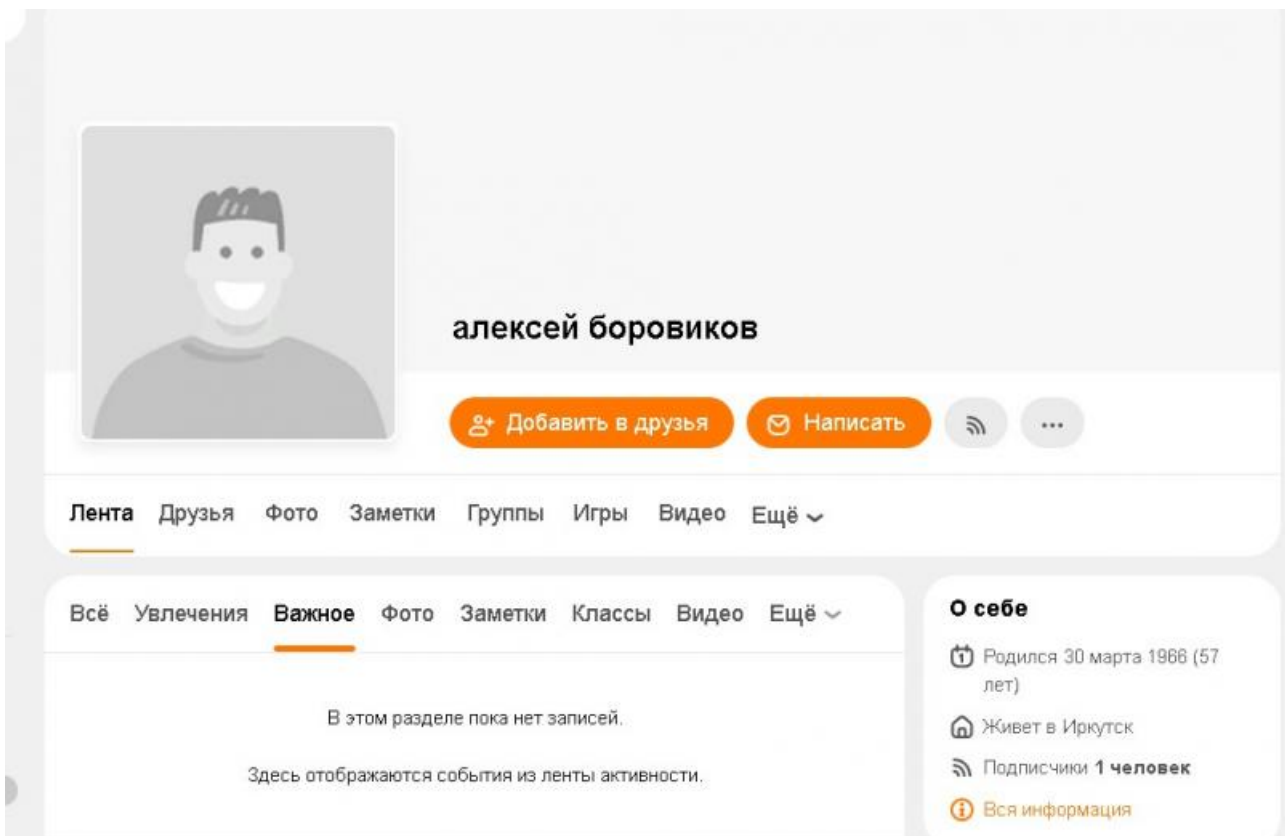 алексей боровиков
Добавить в друзья Написать
Лента Друзья Фото Заметки Группы Игры Видео Ещё
Всё Увлечения Важное Фото Заметки Классы Видео Ещё
В этом разделе пока нет записей.
Здесь отображаются события из ленты активности.
О себе
Родился 30 марта 1966 (57
лет)
Живет в Иркутск
Подписчики 1 человек
Вся информация